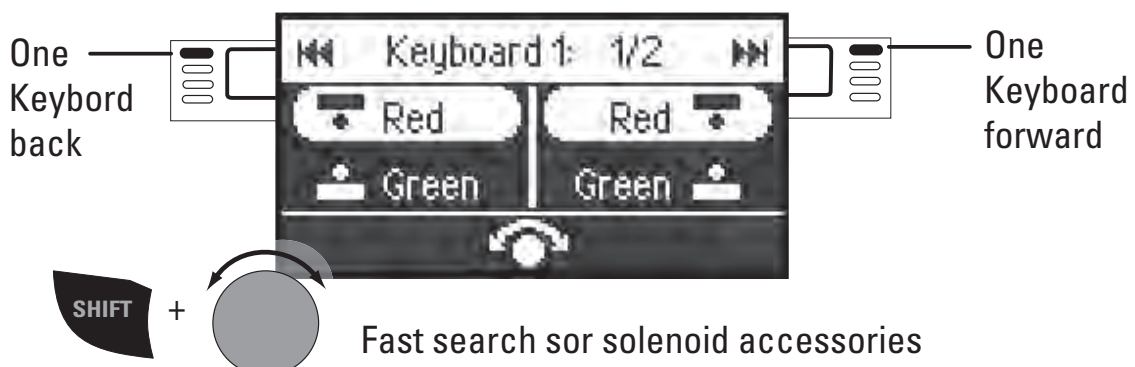 One
Keybord
back
Keyboard 1: 1/2
Red
Red
Green
Green
One
Keyboard
forward
SHIFT
+
Fast search sor solenoid accessories